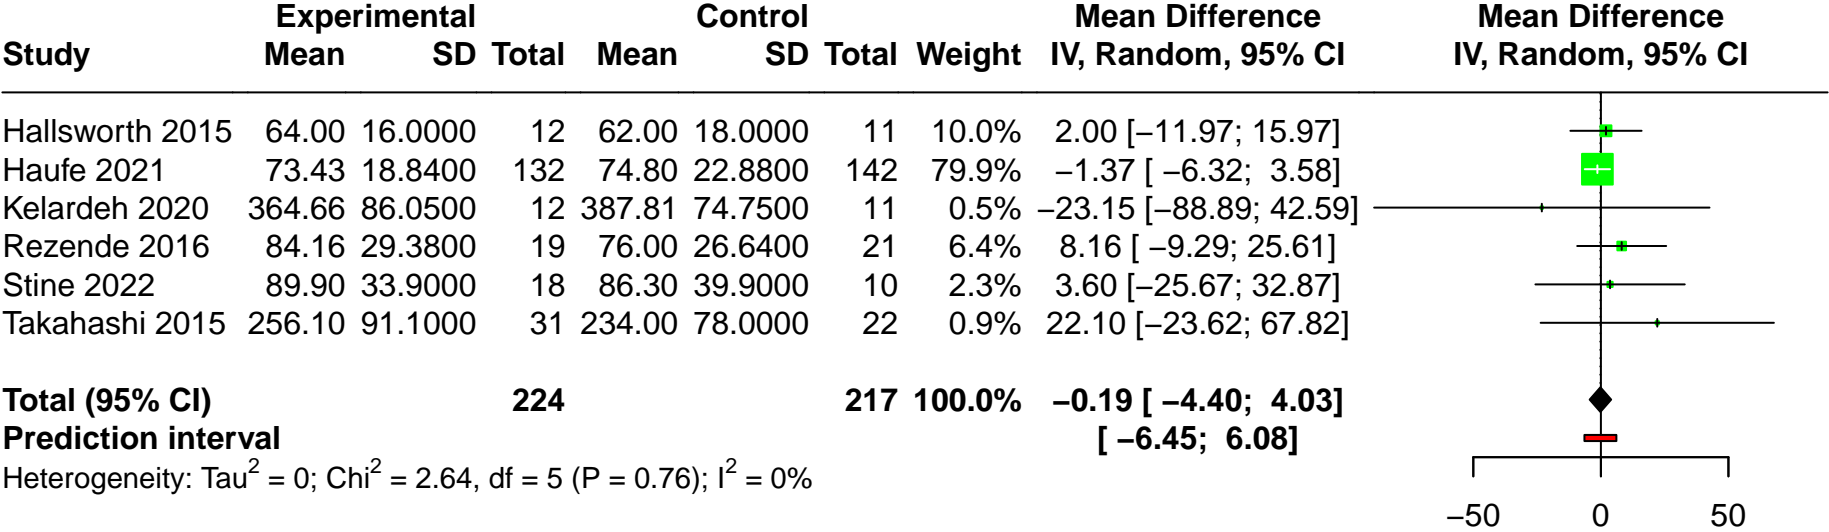 Experimental Control Mean Difference Mean Difference
Study Mean SD Total Mean SD Total Weight IV, Random, 95% CI IV, Random, 95% CI
Hallsworth 2015 64.00 16.0000 12 62.00 18.0000 11 10.0% 2.00 [−11.97; 15.97]
Haufe 2021 73.43 18.8400 132 74.80 22.8800 142 79.9% −1.37 [ −6.32; 3.58]
Kelardeh 2020 364.66 86.0500 12 387.81 74.7500 11 0.5% −23.15 [−88.89; 42.59]
Rezende 2016 84.16 29.3800 19 76.00 26.6400 21 6.4% 8.16 [ −9.29; 25.61]
Stine 2022 89.90 33.9000 18 86.30 39.9000 10 2.3% 3.60 [−25.67; 32.87]
Takahashi 2015 256.10 91.1000 31 234.00 78.0000 22 0.9% 22.10 [−23.62; 67.82]
Total (95% CI) 224 217 100.0% −0.19 [ −4.40; 4.03]
Prediction interval [ −6.45; 6.08]
Heterogeneity: Tau² = 0; Chi² = 2.64, df = 5 (P = 0.76); I² = 0%
−50 0 50